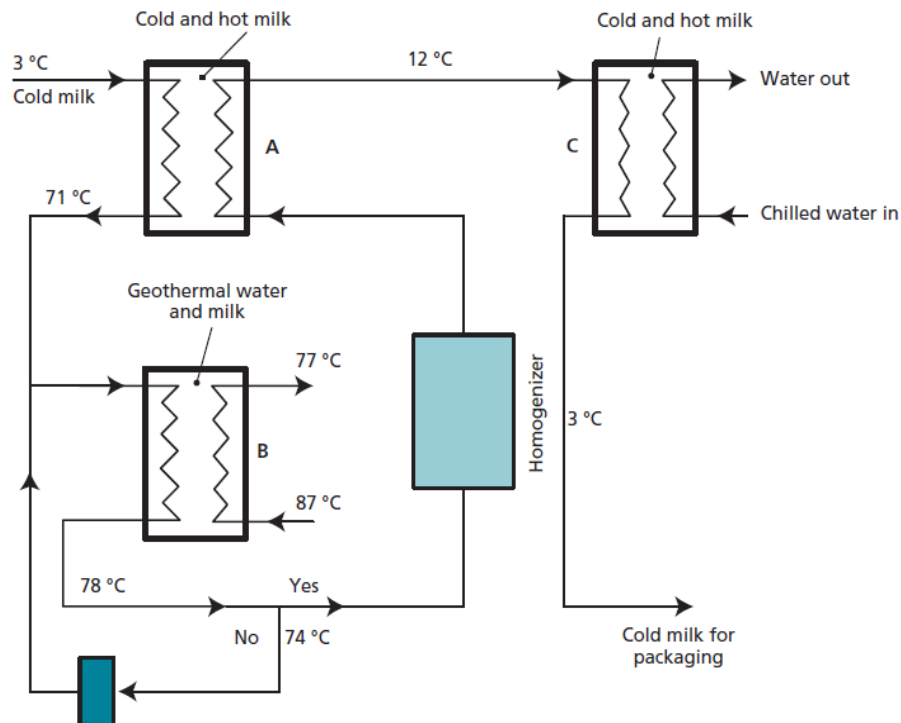 Cold and hot milk
Cold and hot milk
3 °C
12 °C
Cold milk
Water out
A
C
71 °C
Chilled water in
Geothermal water
and milk
77 °C
Homogenizer
3 °C
B
87 °C
78 °C
Yes
No
74 °C
Cold milk for
packaging